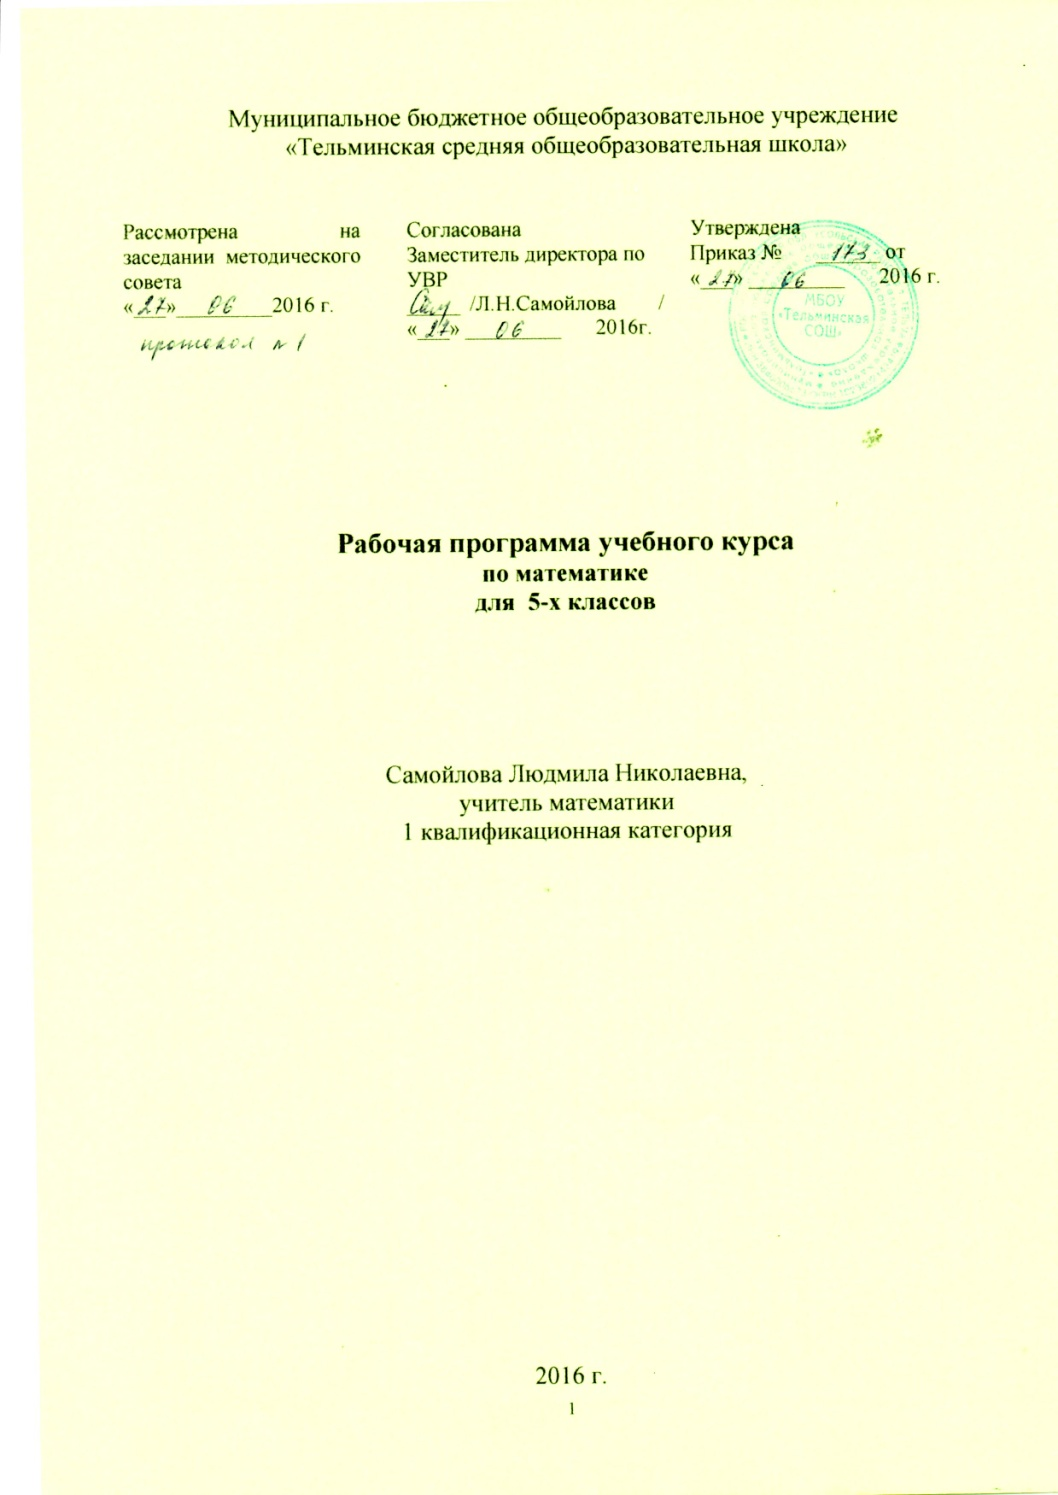 Муниципальное бюджетное общеобразовательное учреждение
«Тельминская средняя общеобразовательная школа»
Рассмотрена на
заседании методического
совета
«27» 06 2016 г.
протокол № 1
Согласована
Заместитель директора по
УВР
/Л.Н.Самойлова /
«27» 06 2016г.
Утверждена
Приказ № 173 от
«27» 06 2016 г.
МБОУ
«Тельминская
СОШ»
Рабочая программа учебного курса
по математике
для 5-х классов
Самойлова Людмила Николаевна,
учитель математики
1 квалификационная категория
2016 г.
1